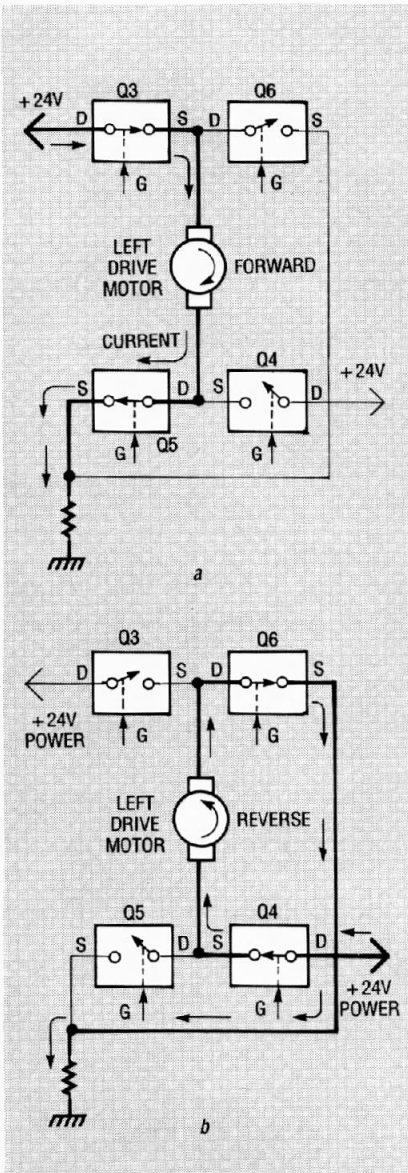 Q3 Q6
+24V D S D S
G G
LEFT
DRIVE
MOTOR
FORWARD
CURRENT
Q4
+24V
S D S D
Q5
G G
a
Q3 Q6
D S D S
+24V
POWER
G G
LEFT
DRIVE
MOTOR
REVERSE
Q5 Q4
S D S D
G G
+24V
POWER
b